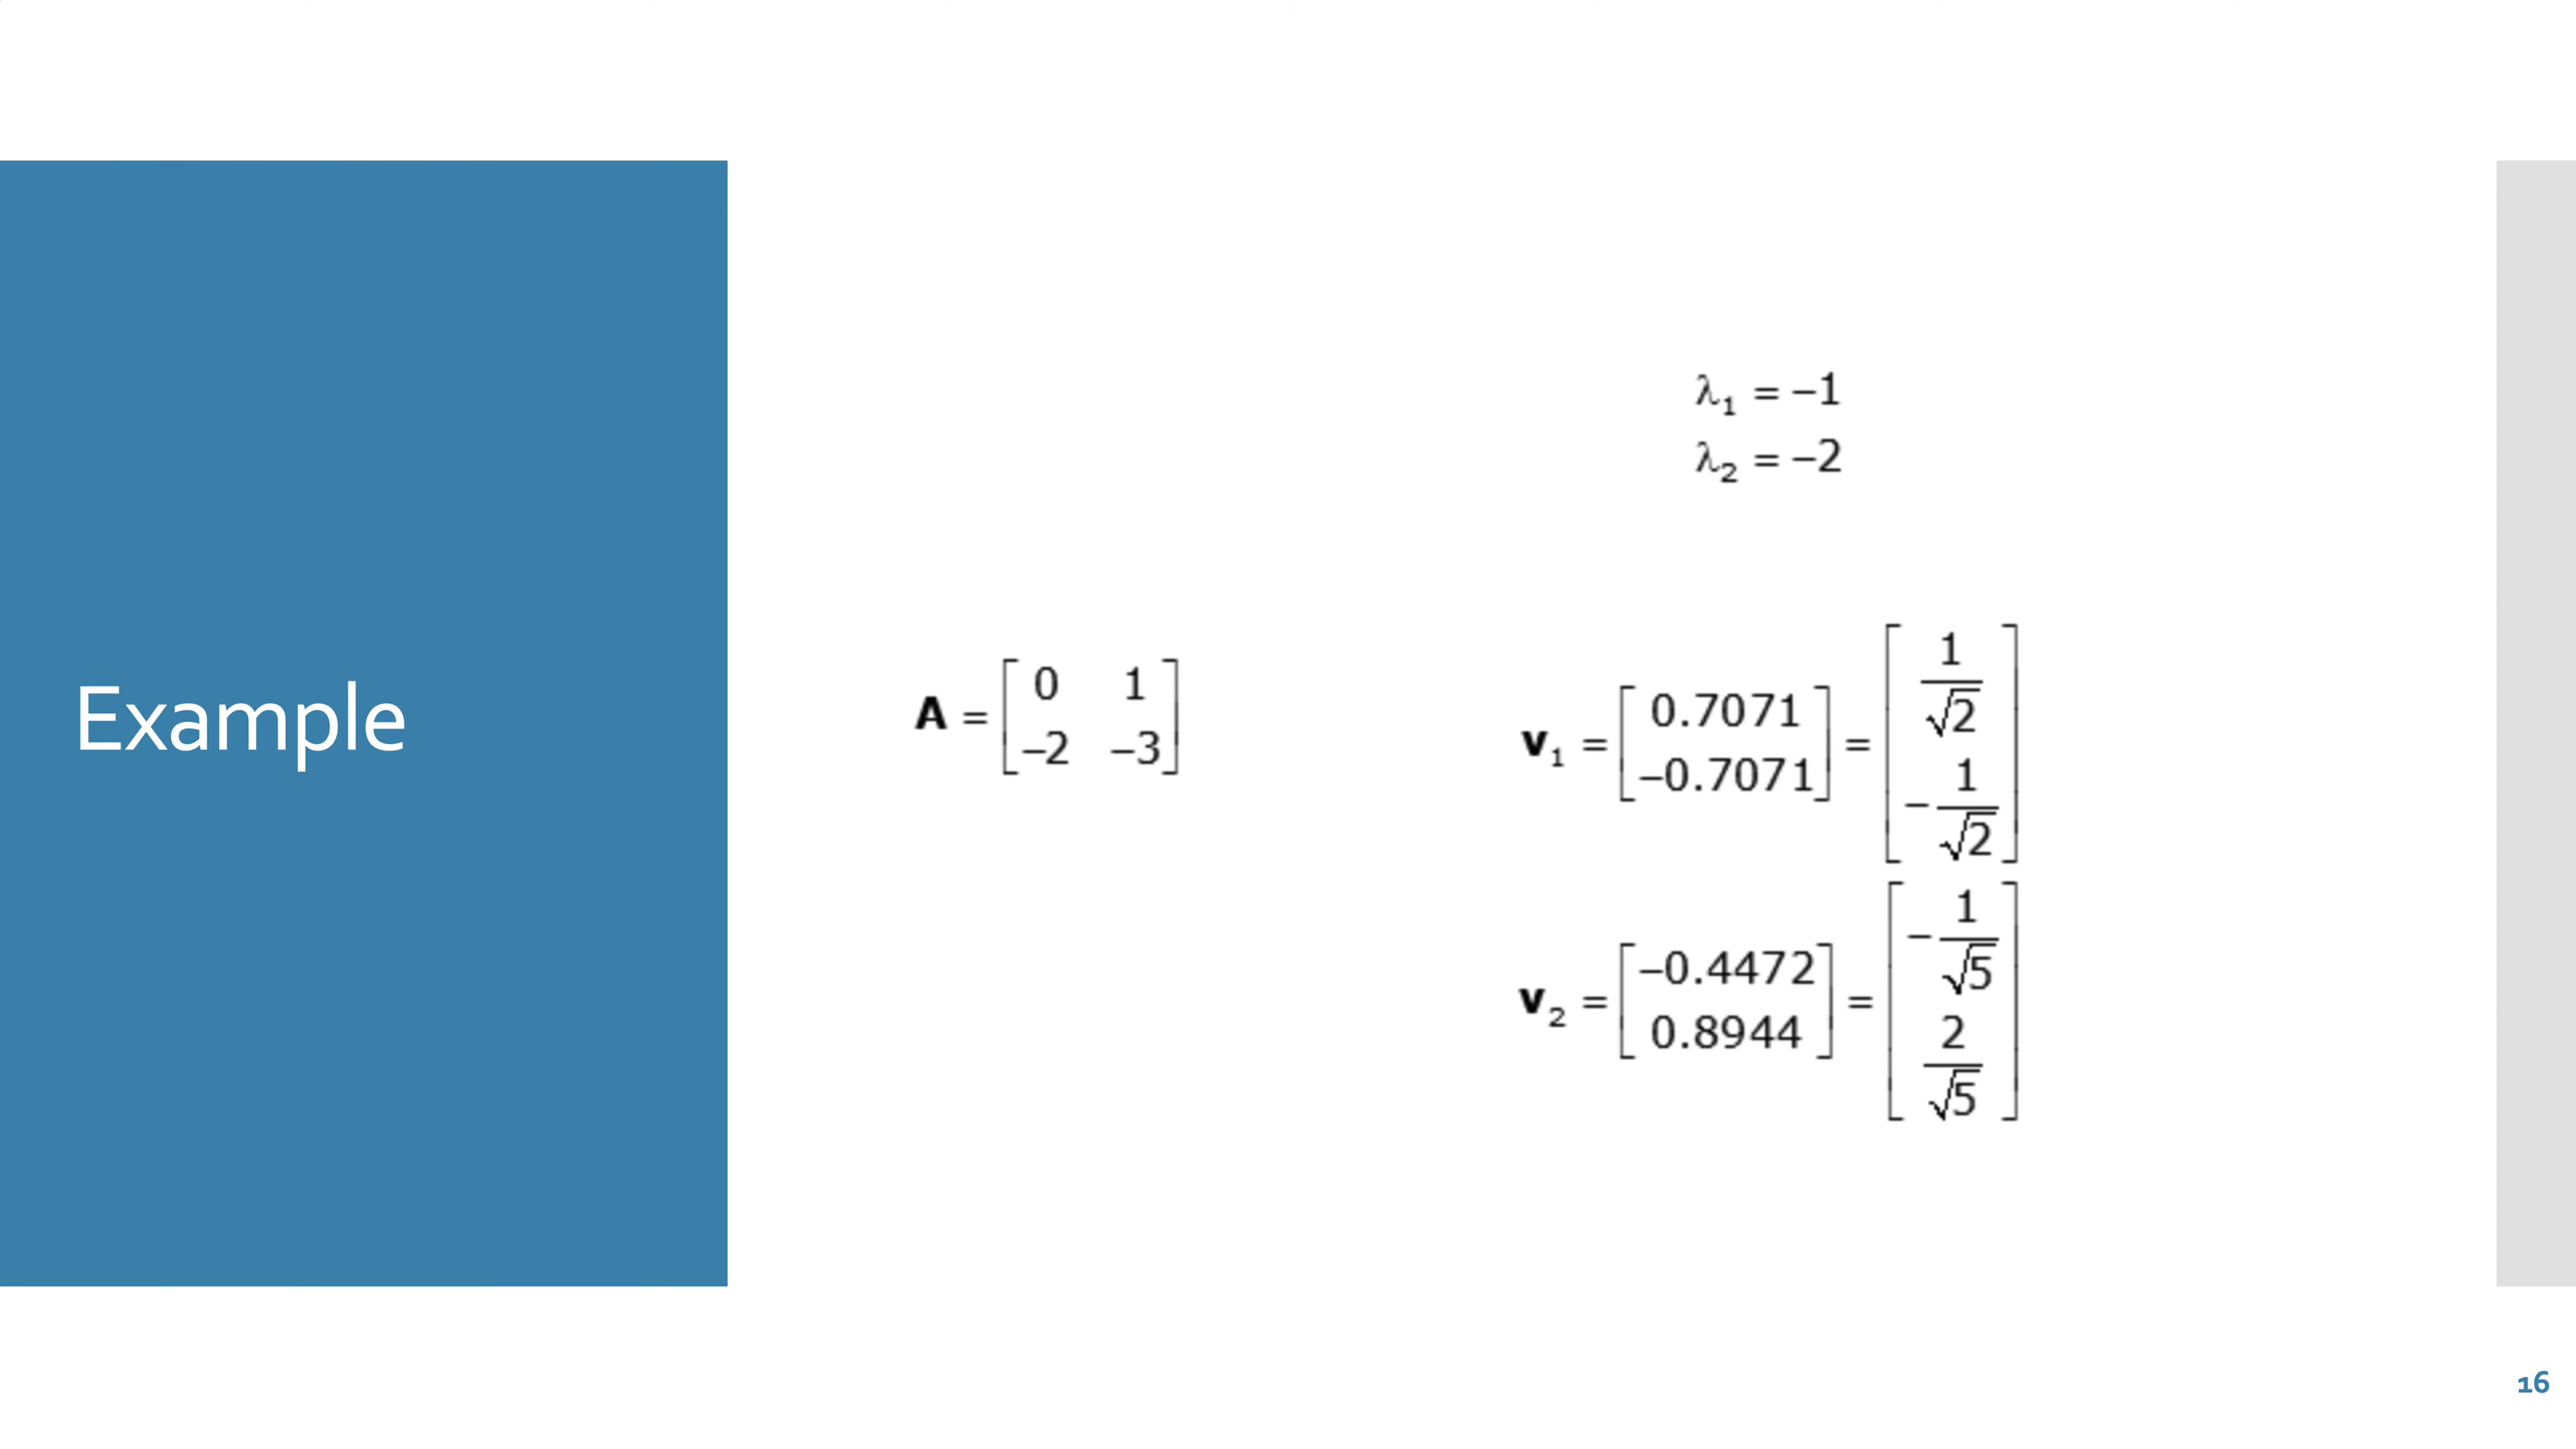 Example
A = [ 0 1 ; −2 −3 ]
λ₁ = −1
λ₂ = −2
v₁ = [ 0.7071 ; −0.7071 ] = [ 1/√2 ; −1/√2 ]
v₂ = [ −0.4472 ; 0.8944 ] = [ −1/√5 ; 2/√5 ]
16